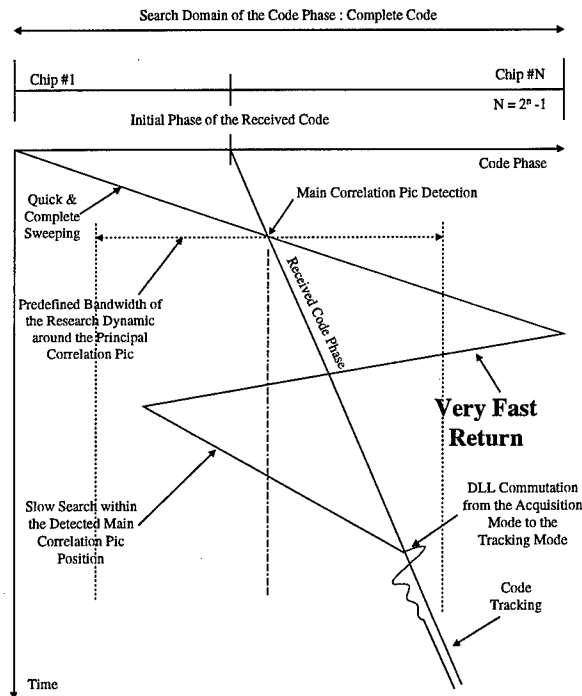 Search Domain of the Code Phase : Complete Code
Chip #1
Chip #N
N = 2ⁿ -1
Initial Phase of the Received Code
Code Phase
Quick &
Complete
Sweeping
Main Correlation Pic Detection
Received Code Phase
Predefined Bandwidth of
the Research Dynamic
around the Principal
Correlation Pic
Very Fast
Return
Slow Search within
the Detected Main
Correlation Pic
Position
DLL Commutation
from the Acquisition
Mode to the
Tracking Mode
Code
Tracking
Time